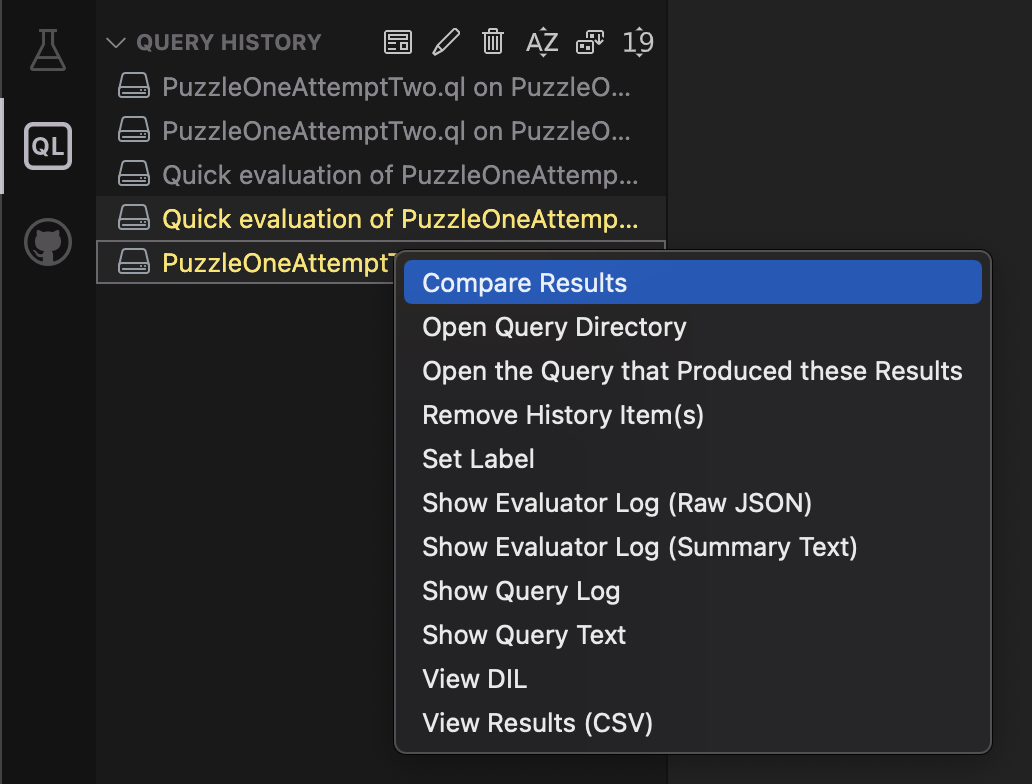 QUERY HISTORY
AZ
19
PuzzleOneAttemptTwo.ql on PuzzleO...
PuzzleOneAttemptTwo.ql on PuzzleO...
QL
Quick evaluation of PuzzleOneAttemp...
Quick evaluation of PuzzleOneAttemp...
PuzzleOneAttemptT
Compare Results
Open Query Directory
Open the Query that Produced these Results
Remove History Item(s)
Set Label
Show Evaluator Log (Raw JSON)
Show Evaluator Log (Summary Text)
Show Query Log
Show Query Text
View DIL
View Results (CSV)